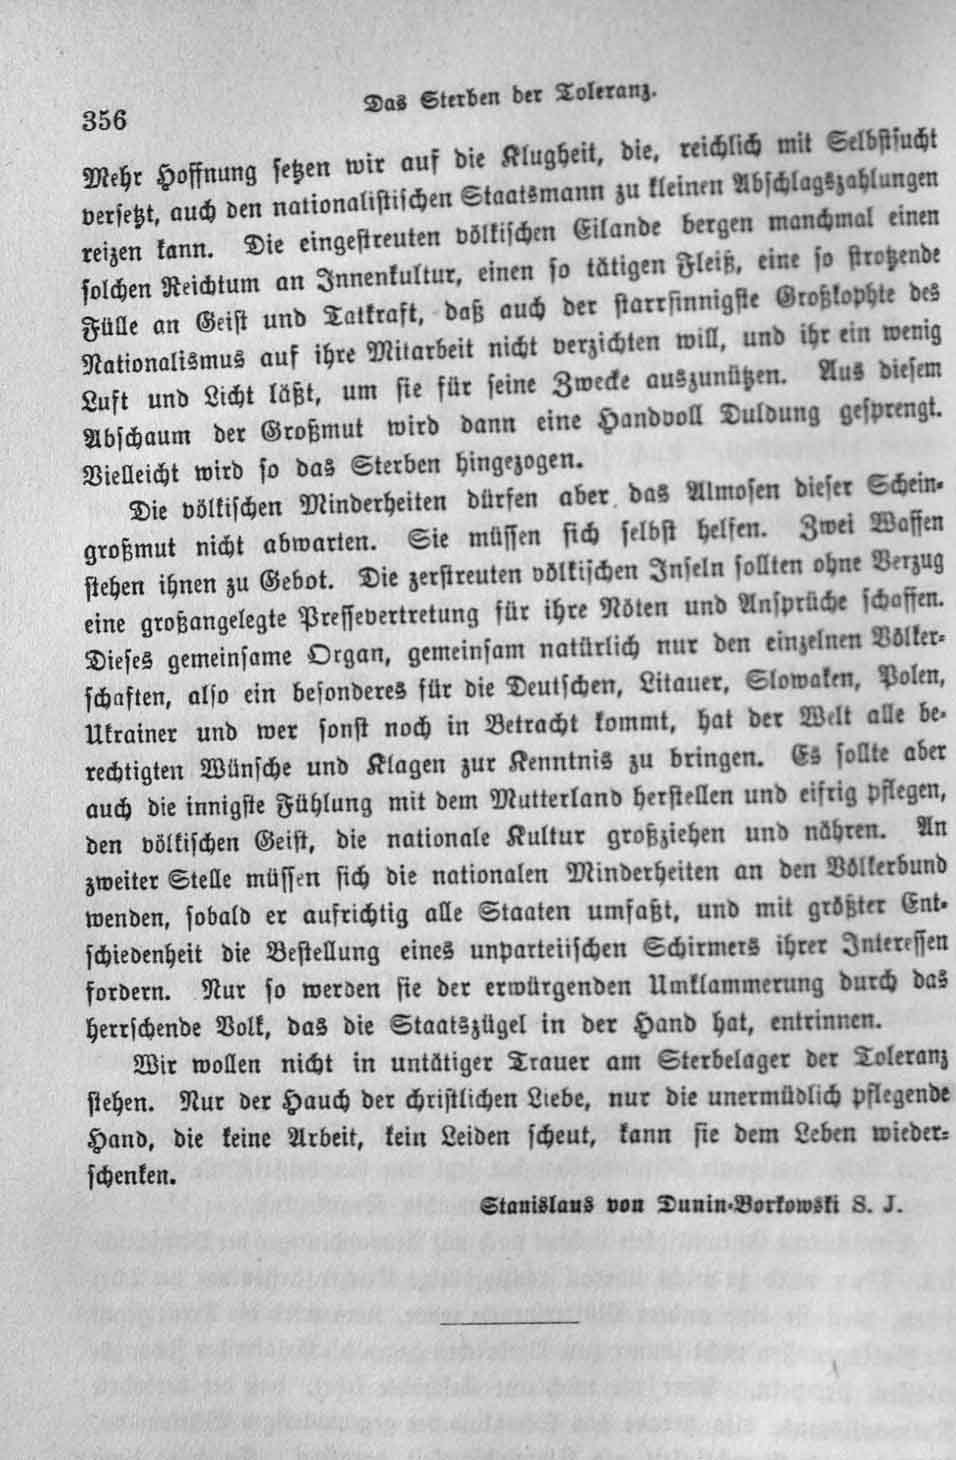 356
Das Sterben der Toleranz.
Mehr Hoffnung setzen wir auf die Klugheit, die, reichlich mit Selbstsucht
versetzt, auch den nationalistischen Staatsmann zu kleinen Abschlagszahlungen
reizen kann. Die eingestreuten völkischen Eilande bergen manchmal einen
solchen Reichtum an Innenkultur, einen so tätigen Fleiß, eine so strotzende
Fülle an Geist und Tatkraft, daß auch der starrsinnigste Großkophte des
Nationalismus auf ihre Mitarbeit nicht verzichten will, und ihr ein wenig
Luft und Licht läßt, um sie für seine Zwecke auszunützen. Aus diesem
Abschaum der Großmut wird dann eine Handvoll Duldung gesprengt.
Vielleicht wird so das Sterben hingezogen.
Die völkischen Minderheiten dürfen aber das Almosen dieser Schein-
großmut nicht abwarten. Sie müssen sich selbst helfen. Zwei Waffen
stehen ihnen zu Gebot. Die zerstreuten völkischen Inseln sollten ohne Verzug
eine großangelegte Pressevertretung für ihre Nöten und Ansprüche schaffen.
Dieses gemeinsame Organ, gemeinsam natürlich nur den einzelnen Völker-
schaften, also ein besonderes für die Deutschen, Litauer, Slowaken, Polen,
Ukrainer und wer sonst noch in Betracht kommt, hat der Welt alle be-
rechtigten Wünsche und Klagen zur Kenntnis zu bringen. Es sollte aber
auch die innigste Fühlung mit dem Mutterland herstellen und eifrig pflegen,
den völkischen Geist, die nationale Kultur großziehen und nähren. An
zweiter Stelle müssen sich die nationalen Minderheiten an den Völkerbund
wenden, sobald er aufrichtig alle Staaten umfaßt, und mit größter Ent-
schiedenheit die Bestellung eines unparteiischen Schirmers ihrer Interessen
fordern. Nur so werden sie der erwürgenden Umklammerung durch das
herrschende Volk, das die Staatszügel in der Hand hat, entrinnen.
Wir wollen nicht in untätiger Trauer am Sterbelager der Toleranz
stehen. Nur der Hauch der christlichen Liebe, nur die unermüdlich pflegende
Hand, die keine Arbeit, kein Leiden scheut, kann sie dem Leben wieder-
schenken.
Stanislaus von Dunin-Borkowski S. J.